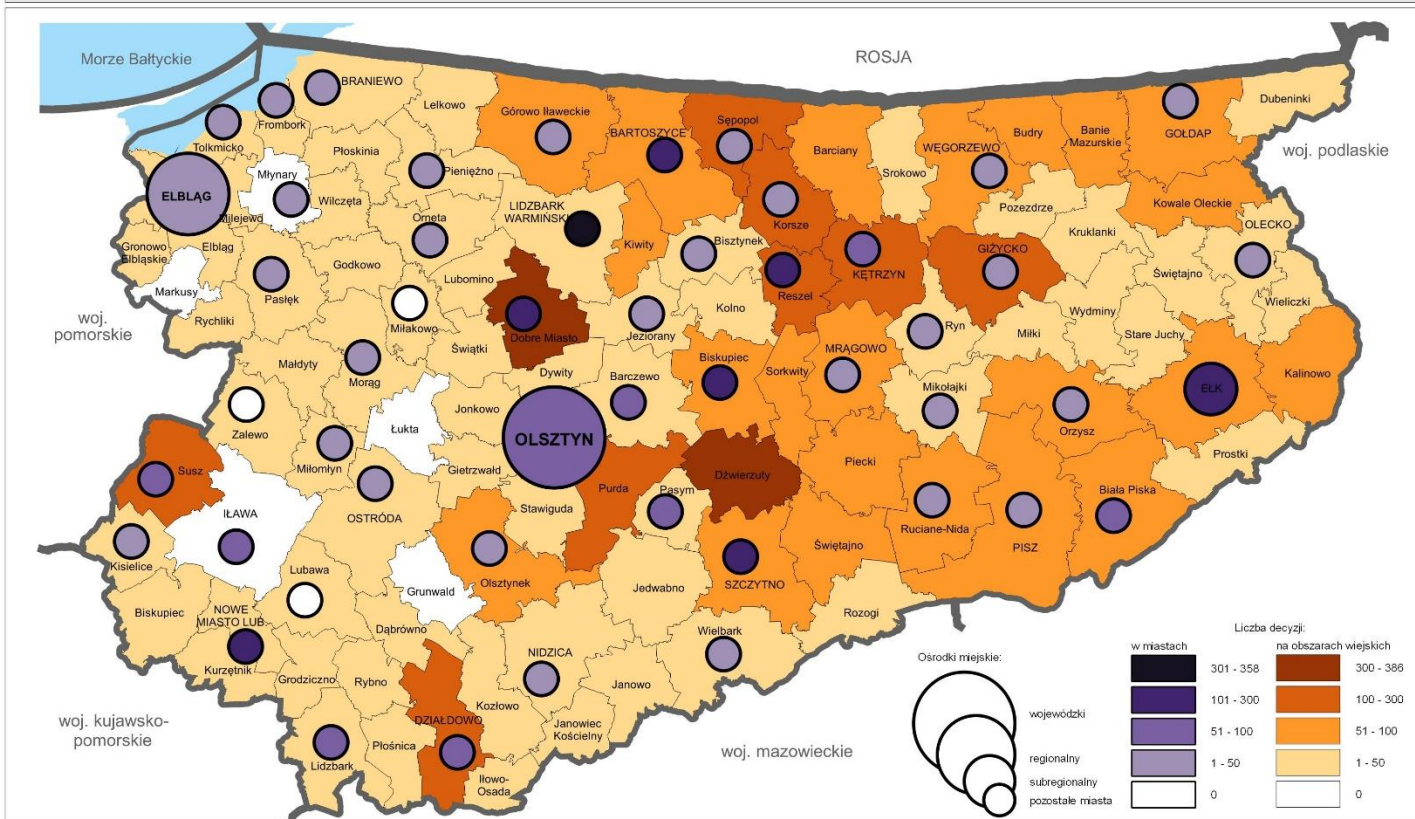 Morze Bałtyckie
ROSJA
BRANIEWO
Lelkowo
Frombork
Tolkmicko
Górowo Iławeckie
BARTOSZYCE
Sępopol
Barciany
Srokowo
WĘGORZEWO
Budry
Banie
Mazurskie
GOŁDAP
Dubeninki
woj. podlaskie
Płoskinia
Pieniężno
Młynary
ELBLĄG
Wilczęta
Milejewo
Orneta
LIDZBARK
WARMIŃSKI
Kiwity
Bisztynek
Korsze
KĘTRZYN
Reszel
Pozezdrze
Kruklanki
GIŻYCKO
Kowale Oleckie
OLECKO
Świętajno
Wieliczki
Gronowo
Elbląskie
Elbląg
Markusy
Pasłęk
Godkowo
Lubomino
Rychliki
Miłakowo
Dobre Miasto
Jeziorany
Kolno
Ryn
Miłki
Wydminy
Stare Juchy
woj.
pomorskie
Małdyty
Morąg
Świątki
Dywity
Barczewo
Biskupiec
Sorkwity
MRĄGOWO
Mikołajki
EŁK
Kalinowo
Zalewo
Łukta
Jonkowo
OLSZTYN
Orzysz
Prostki
Miłomłyn
Gietrzwałd
Purda
Dźwierzuty
Piecki
Susz
OSTRÓDA
Stawiguda
Pasym
Ruciane-Nida
PISZ
Biała Piska
IŁAWA
Kisielice
Lubawa
Grunwald
Olsztynek
Jedwabno
SZCZYTNO
Świętajno
Rozogi
Biskupiec
NOWE
MIASTO LUB.
Kurzętnik
Dąbrówno
Grodziczno
Rybno
NIDZICA
Wielbark
Kozłowo
Janowo
DZIAŁDOWO
Janowiec
Kościelny
Lidzbark
Płośnica
Iłowo-
Osada
woj. kujawsko-
pomorskie
woj. mazowieckie
Ośrodki miejskie:
wojewódzki
regionalny
subregionalny
pozostałe miasta
Liczba decyzji:
w miastach
na obszarach wiejskich
301 - 358
300 - 386
101 - 300
100 - 300
51 - 100
51 - 100
1 - 50
1 - 50
0
0